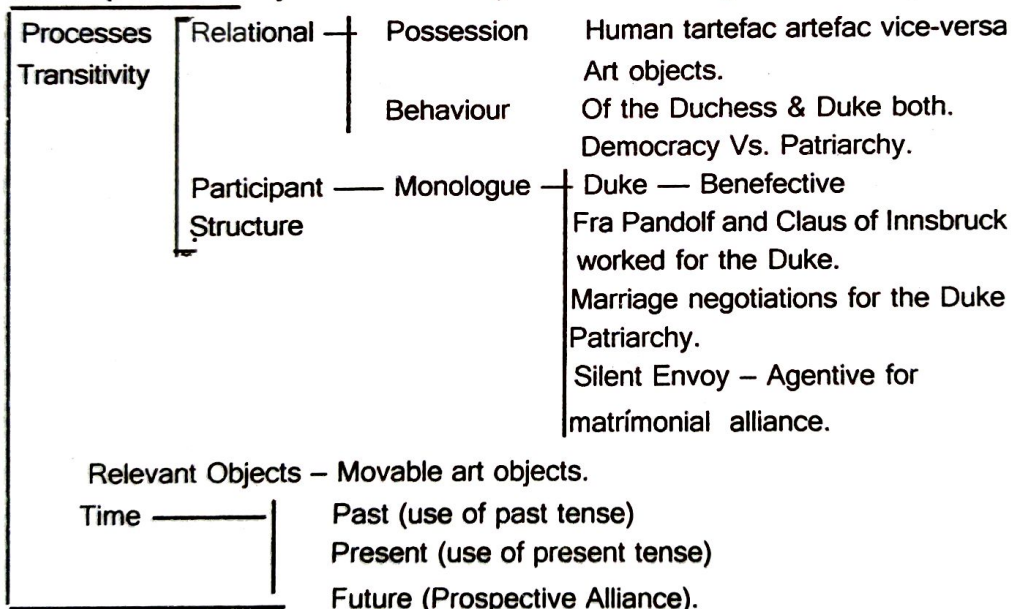 Processes Relational Possession Human tartefac artefac vice-versa
Transitivity Art objects.
Behaviour Of the Duchess & Duke both.
Democracy Vs. Patriarchy.
Participant — Monologue Duke — Benefective
Structure Fra Pandolf and Claus of Innsbruck
worked for the Duke.
Marriage negotiations for the Duke
Patriarchy.
Silent Envoy – Agentive for
matrímonial alliance.
Relevant Objects – Movable art objects.
Time Past (use of past tense)
Present (use of present tense)
Future (Prospective Alliance).